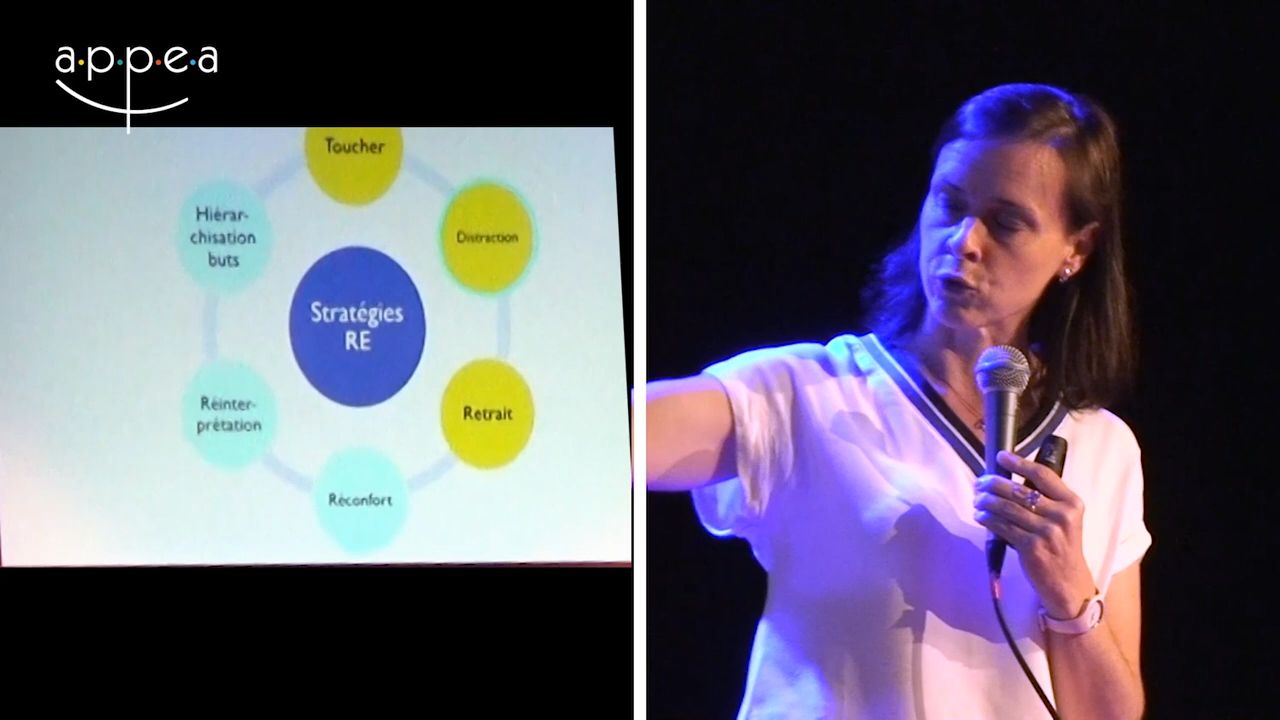 a·p·p·e·a
Toucher
Hiérar-
chisation
buts
Distraction
Stratégies
RE
Réinter-
prétation
Retrait
Réconfort